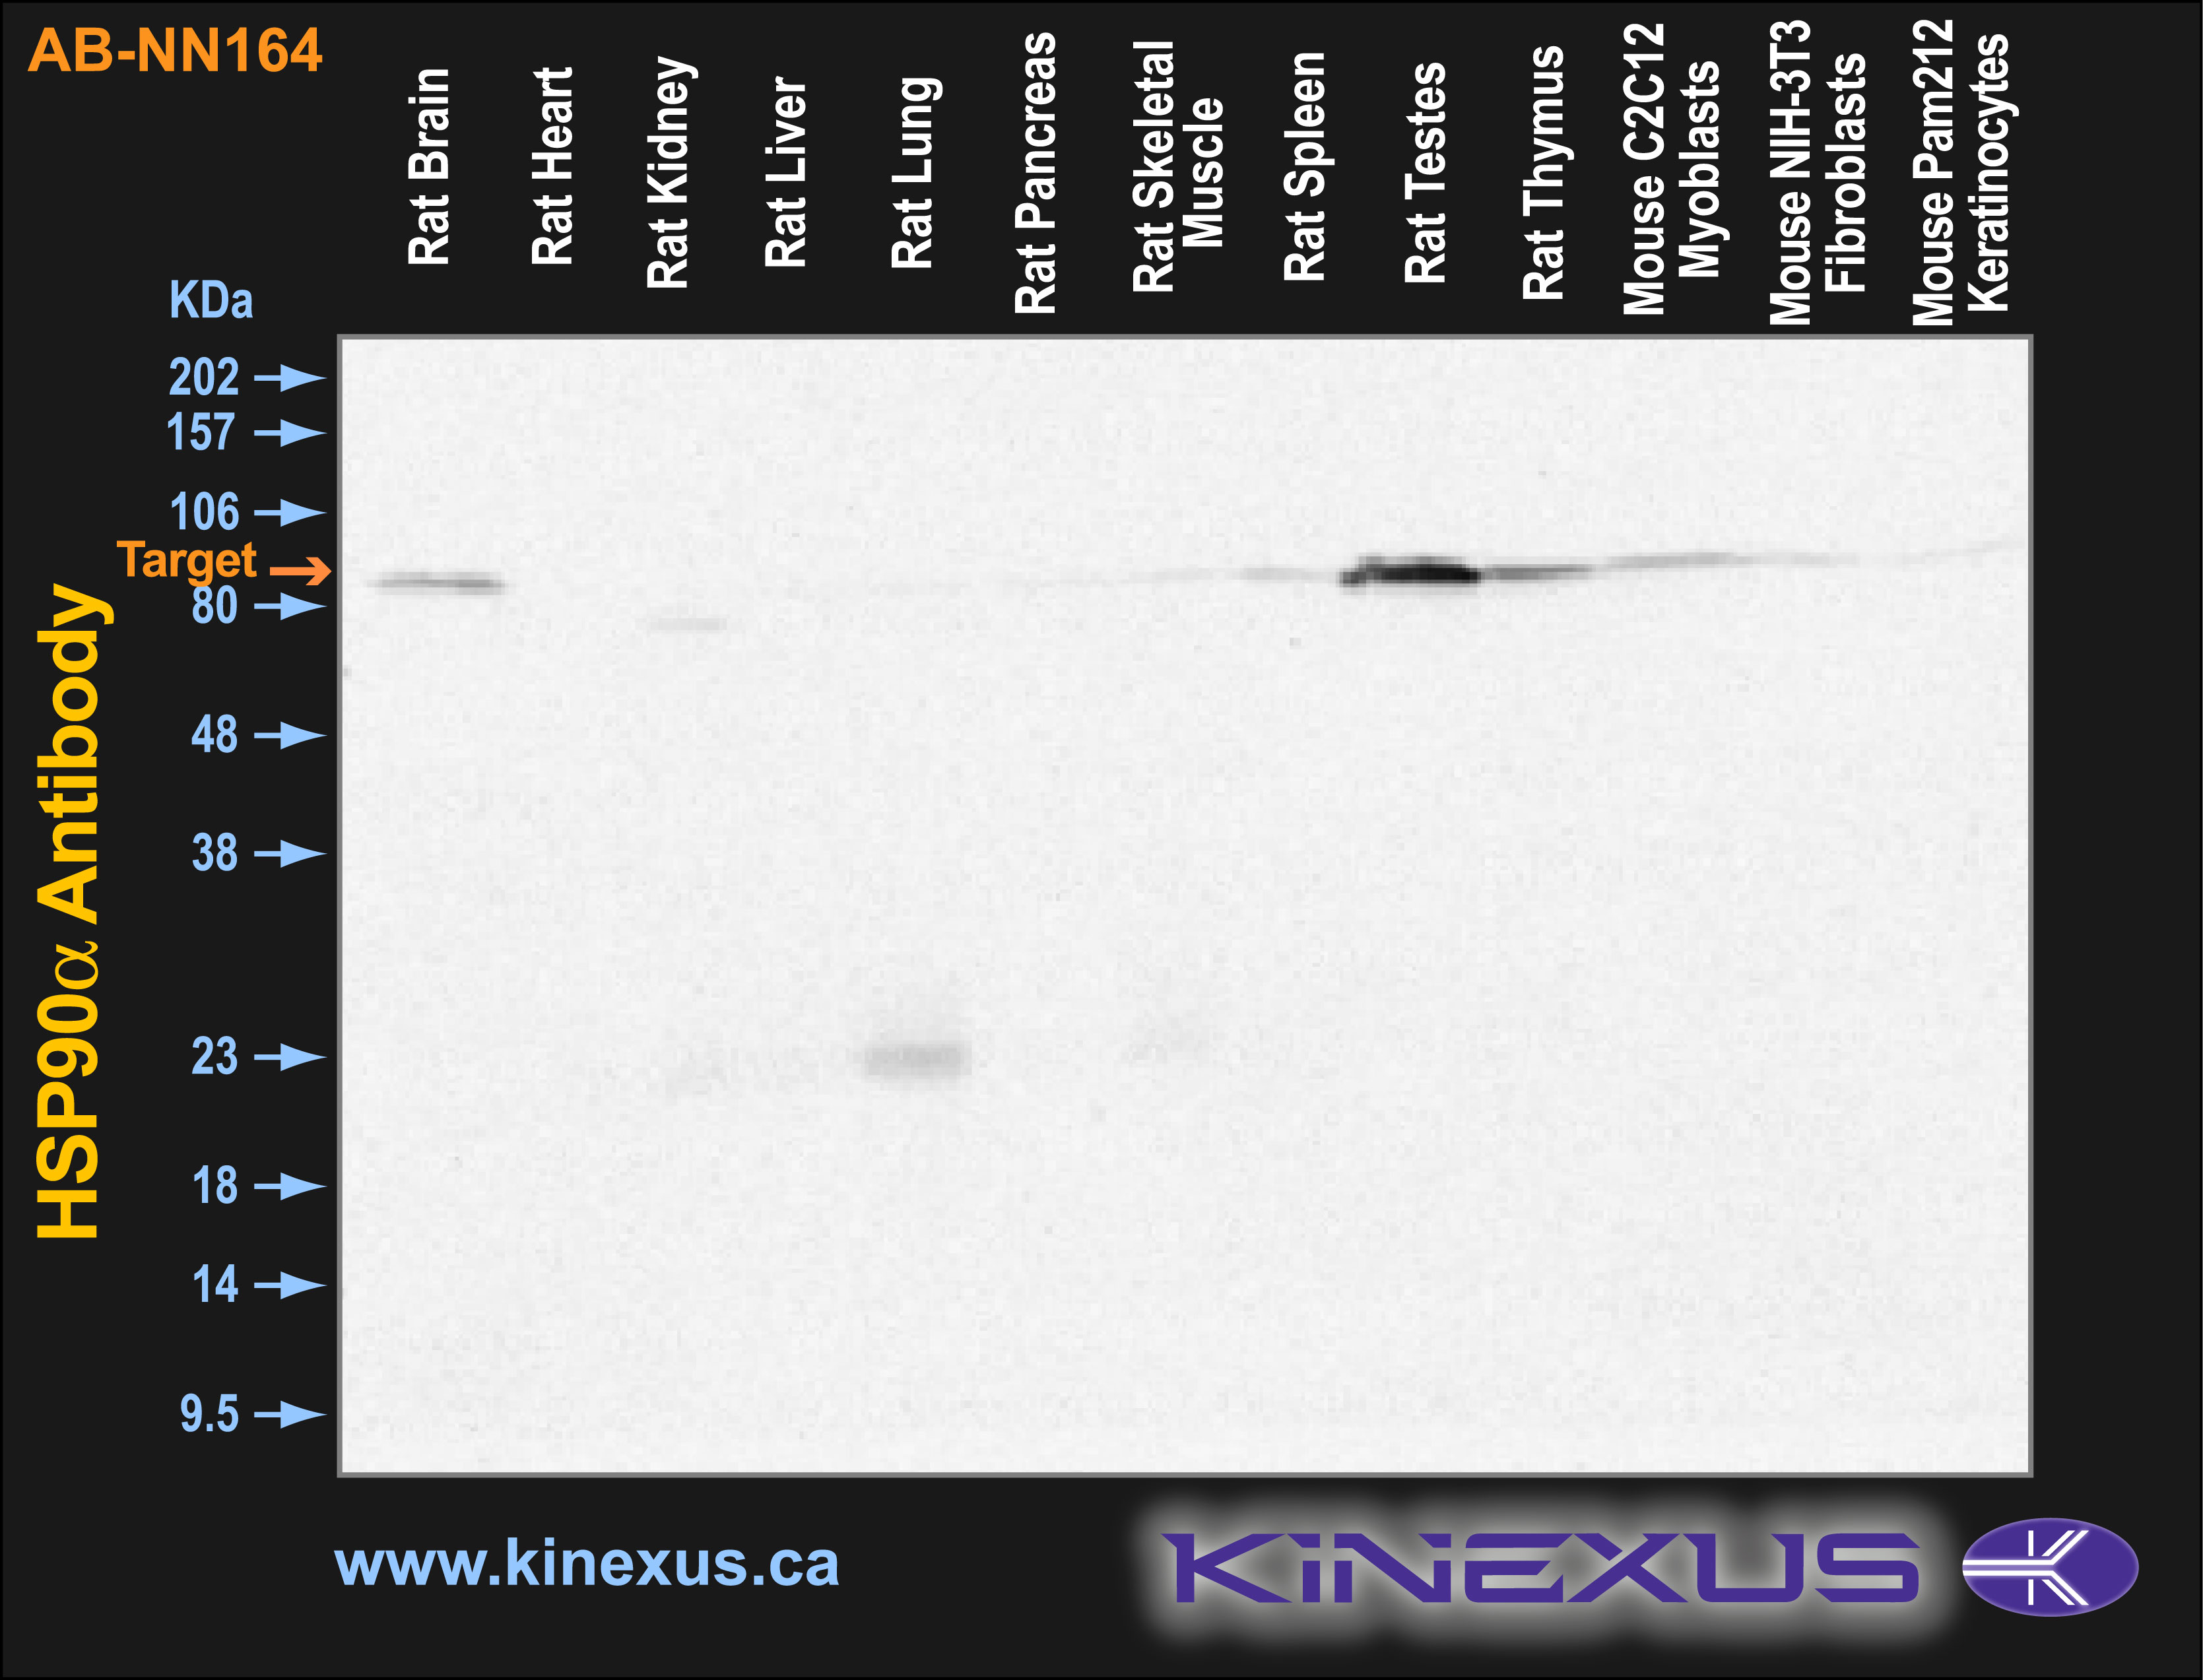 AB-NN164
Rat Brain
Rat Heart
Rat Kidney
Rat Liver
Rat Lung
Rat Pancreas
Rat Skeletal
Muscle
Rat Spleen
Rat Testes
Rat Thymus
Mouse C2C12
Myoblasts
Mouse NIH-3T3
Fibroblasts
Mouse Pam212
Keratinocytes
KDa
202
157
106
Target
80
48
38
23
18
14
9.5
HSP90α Antibody
www.kinexus.ca
KiNEXUS